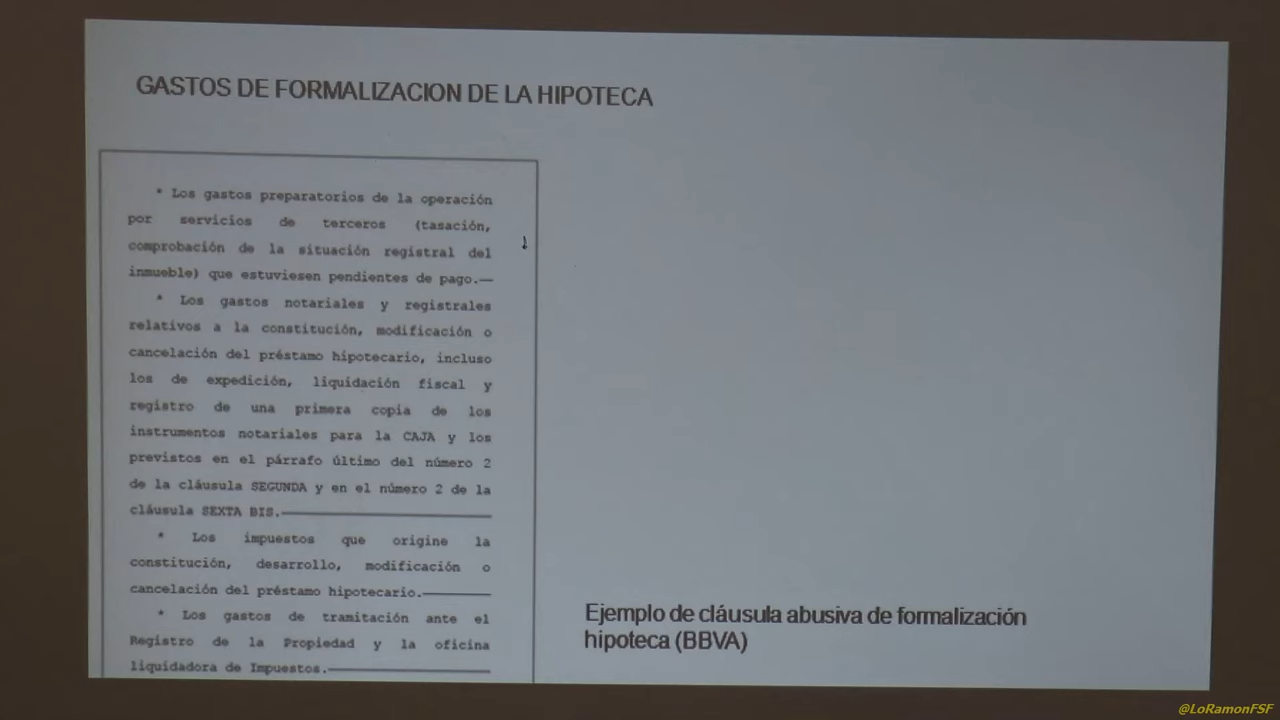 GASTOS DE FORMALIZACION DE LA HIPOTECA
* Los gastos preparatorios de la operación
por servicios de terceros (tasación,
comprobación de la situación registral del
inmueble) que estuviesen pendientes de pago.—
* Los gastos notariales y registrales
relativos a la constitución, modificación o
cancelación del préstamo hipotecario, incluso
los de expedición, liquidación fiscal y
registro de una primera copia de los
instrumentos notariales para la CAJA y los
previstos en el párrafo último del número 2
de la cláusula SEGUNDA y en el número 2 de la
cláusula SEXTA BIS.
* Los impuestos que origine la
constitución, desarrollo, modificación o
cancelación del préstamo hipotecario.
* Los gastos de tramitación ante el
Registro de la Propiedad y la oficina
liquidadora de Impuestos.
Ejemplo de cláusula abusiva de formalización
hipoteca (BBVA)
@LoRamonFSF